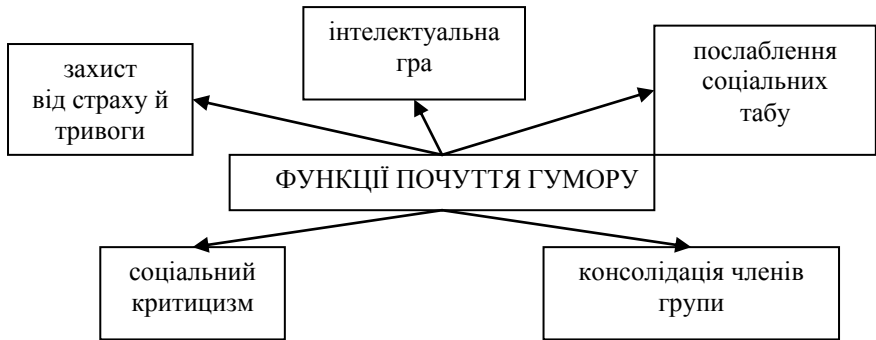 захист
від страху й
тривоги
інтелектуальна
гра
послаблення
соціальних
табу
ФУНКЦІЇ ПОЧУТТЯ ГУМОРУ
соціальний
критицизм
консолідація членів
групи